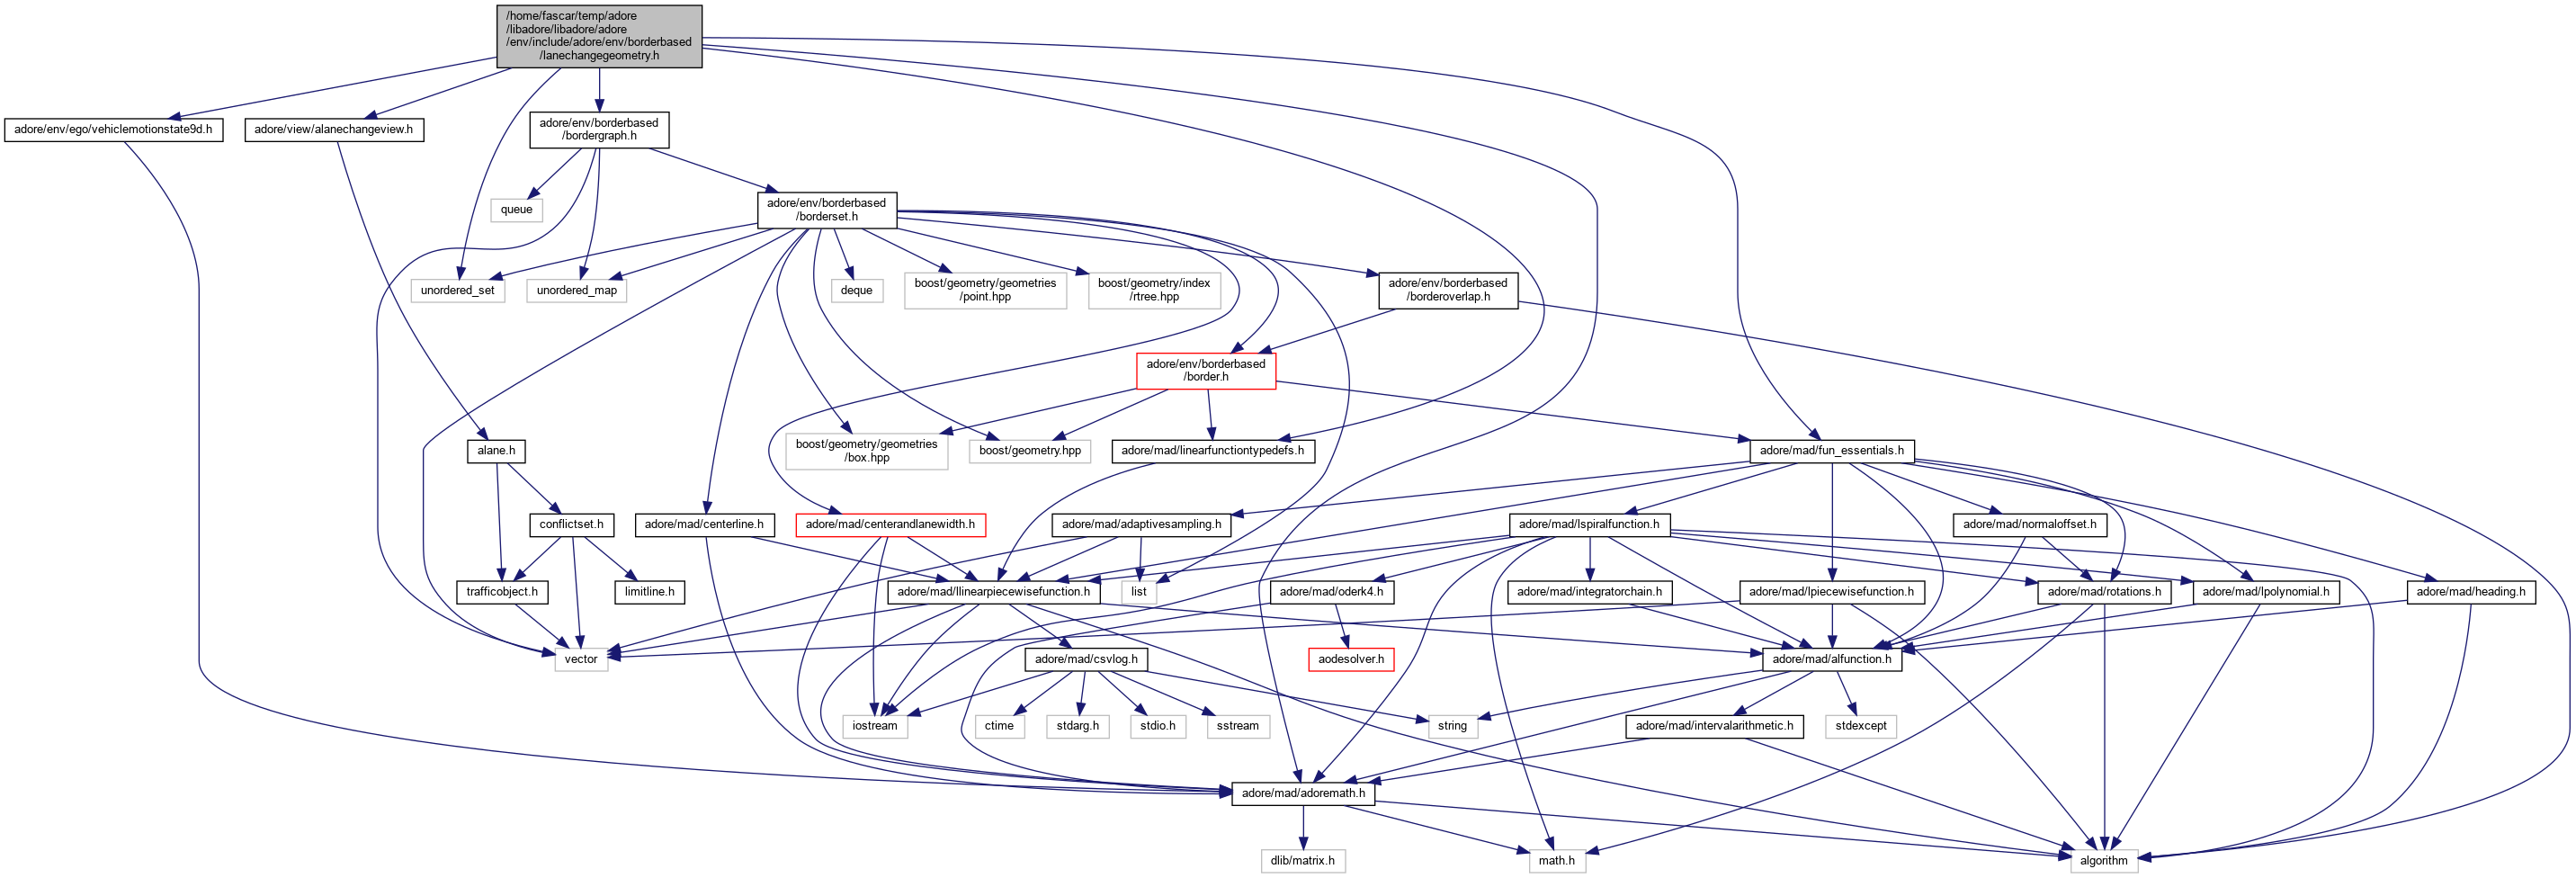 /home/fascar/temp/adore
/libadore/libadore/adore
/env/include/adore/env/borderbased
/lanechangegeometry.h
adore/env/ego/vehiclemotionstate9d.h
adore/view/alanechangeview.h
adore/env/borderbased
/bordergraph.h
queue
adore/env/borderbased
/borderset.h
unordered_set
unordered_map
deque
boost/geometry/geometries
/point.hpp
boost/geometry/index
/rtree.hpp
adore/env/borderbased
/borderoverlap.h
adore/env/borderbased
/border.h
alane.h
boost/geometry/geometries
/box.hpp
boost/geometry.hpp
adore/mad/linearfunctiontypedefs.h
adore/mad/fun_essentials.h
conflictset.h
adore/mad/centerline.h
adore/mad/centerandlanewidth.h
adore/mad/adaptivesampling.h
adore/mad/lspiralfunction.h
adore/mad/normaloffset.h
trafficobject.h
limitline.h
adore/mad/llinearpiecewisefunction.h
list
adore/mad/oderk4.h
adore/mad/integratorchain.h
adore/mad/lpiecewisefunction.h
adore/mad/rotations.h
adore/mad/lpolynomial.h
adore/mad/heading.h
vector
adore/mad/csvlog.h
aodesolver.h
adore/mad/alfunction.h
iostream
ctime
stdarg.h
stdio.h
sstream
string
adore/mad/intervalarithmetic.h
stdexcept
adore/mad/adoremath.h
dlib/matrix.h
math.h
algorithm